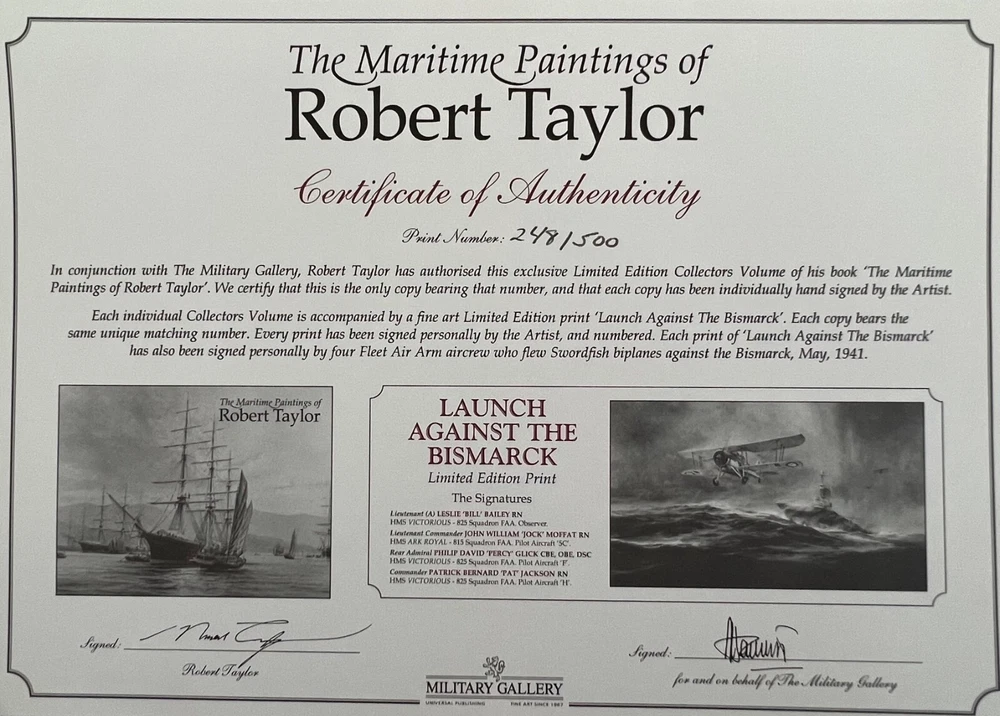 The Maritime Paintings of
Robert Taylor
Certificate of Authenticity
Print Number: 248/500
In conjunction with The Military Gallery, Robert Taylor has authorised this exclusive Limited Edition Collectors Volume of his book 'The Maritime
Paintings of Robert Taylor'. We certify that this is the only copy bearing that number, and that each copy has been individually hand signed by the Artist.
Each individual Collectors Volume is accompanied by a fine art Limited Edition print 'Launch Against The Bismarck'. Each copy bears the
same unique matching number. Every print has been signed personally by the Artist, and numbered. Each print of 'Launch Against The Bismarck'
has also been signed personally by four Fleet Air Arm aircrew who flew Swordfish biplanes against the Bismarck, May, 1941.
The Maritime Paintings of
Robert Taylor
LAUNCH
AGAINST THE
BISMARCK
Limited Edition Print
The Signatures
Lieutenant (A) LESLIE 'BILL' BAILEY RN
HMS VICTORIOUS - 825 Squadron FAA. Observer.
Lieutenant Commander JOHN WILLIAM 'JOCK' MOFFAT RN
HMS ARK ROYAL - 815 Squadron FAA. Pilot Aircraft '5C'.
Rear Admiral PHILIP DAVID 'PERCY' GLICK CBE, OBE, DSC
HMS VICTORIOUS - 825 Squadron FAA. Pilot Aircraft 'F'.
Commander PATRICK BERNARD 'PAT' JACKSON RN
HMS VICTORIOUS - 825 Squadron FAA. Pilot Aircraft 'H'.
Signed:
Robert Taylor
MILITARY GALLERY
UNIVERSAL PUBLISHING FINE ART SINCE 1967
Signed:
for and on behalf of The Military Gallery